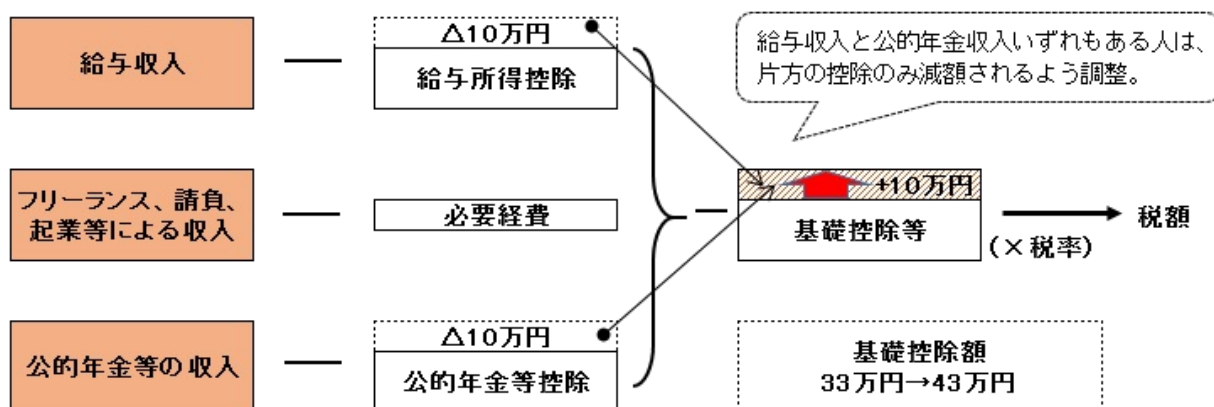 給与収入
△10万円
給与所得控除
給与収入と公的年金収入いずれもある人は、
片方の控除のみ減額されるよう調整。
フリーランス、請負、
起業等による収入
必要経費
+10万円
基礎控除等
(×税率)
税額
公的年金等の収入
△10万円
公的年金等控除
基礎控除額
33万円→43万円